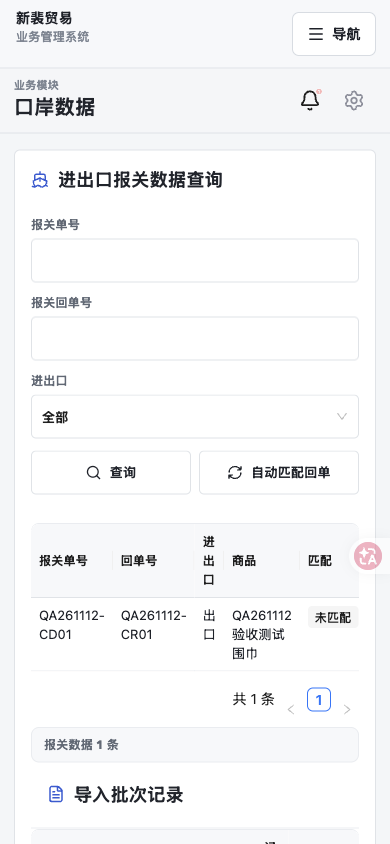 新裴贸易
业务管理系统
导航
业务模块
口岸数据
进出口报关数据查询
报关单号
报关回单号
进出口
全部
查询
自动匹配回单
报关单号 回单号 进出口 商品 匹配
QA261112-CD01 QA261112-CR01 出口 QA261112验收测试围巾 未匹配
共 1 条 1
报关数据 1 条
导入批次记录